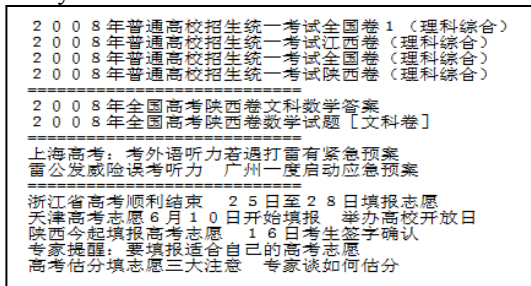 ２００８年普通高校招生统一考试全国卷１（理科综合）
２００８年普通高校招生统一考试江西卷（理科综合）
２００８年普通高校招生统一考试全国卷（理科综合）
２００８年普通高校招生统一考试陕西卷（理科综合）
==============================
２００８年全国高考陕西卷文科数学答案
２００８年全国高考陕西卷数学试题［文科卷］
==============================
上海高考：考外语听力若遇打雷有紧急预案
雷公发威险误考听力　广州一度启动应急预案
==============================
浙江省高考顺利结束　２５日至２８日填报志愿
天津高考志愿６月１０日开始填报　举办高校开放日
陕西今起填报高考志愿　１６日考生签字确认
专家提醒：要填报适合自己的高考志愿
高考估分填志愿三大注意　专家谈如何估分